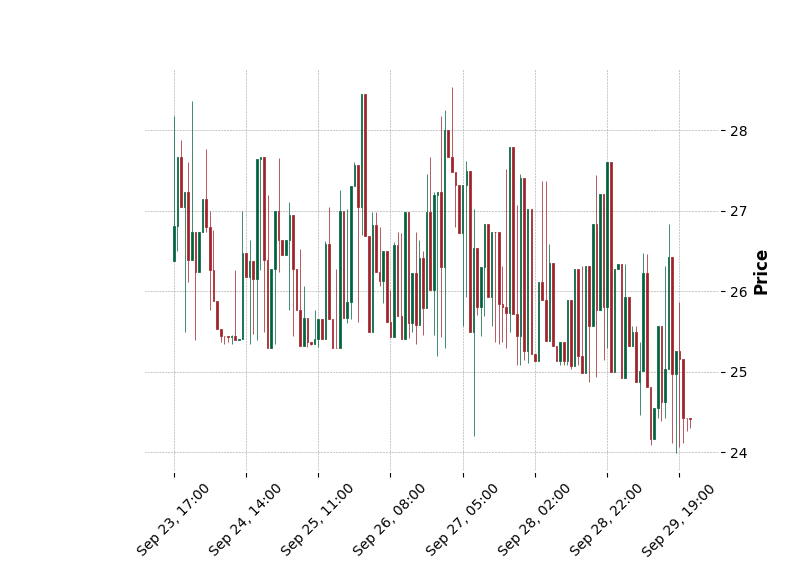 28
27
26
25
24
Price
Sep 23, 17:00
Sep 24, 14:00
Sep 25, 11:00
Sep 26, 08:00
Sep 27, 05:00
Sep 28, 02:00
Sep 28, 22:00
Sep 29, 19:00